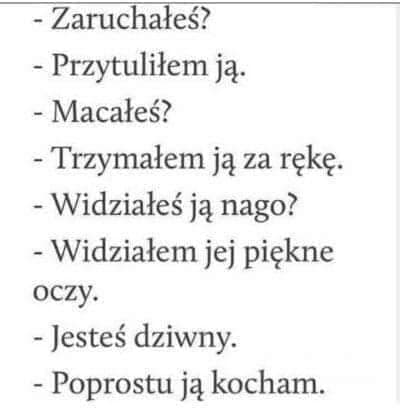 - Zaruchałeś?
- Przytuliłem ją.
- Macałeś?
- Trzymałem ją za rękę.
- Widziałeś ją nago?
- Widziałem jej piękne
oczy.
- Jesteś dziwny.
- Poprostu ją kocham.